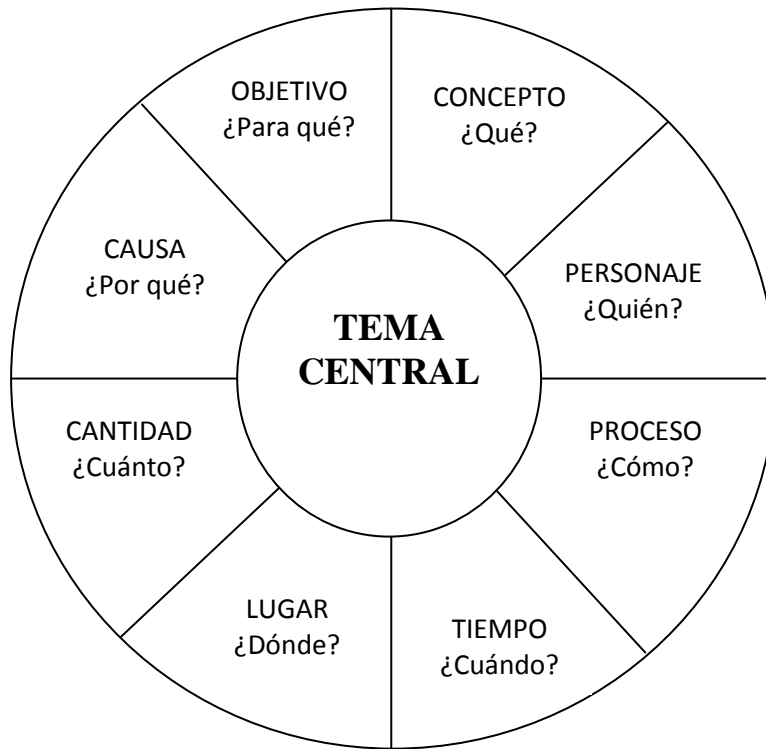 OBJETIVO
¿Para qué?
CONCEPTO
¿Qué?
CAUSA
¿Por qué?
PERSONAJE
¿Quién?
TEMA
CENTRAL
CANTIDAD
¿Cuánto?
PROCESO
¿Cómo?
LUGAR
¿Dónde?
TIEMPO
¿Cuándo?